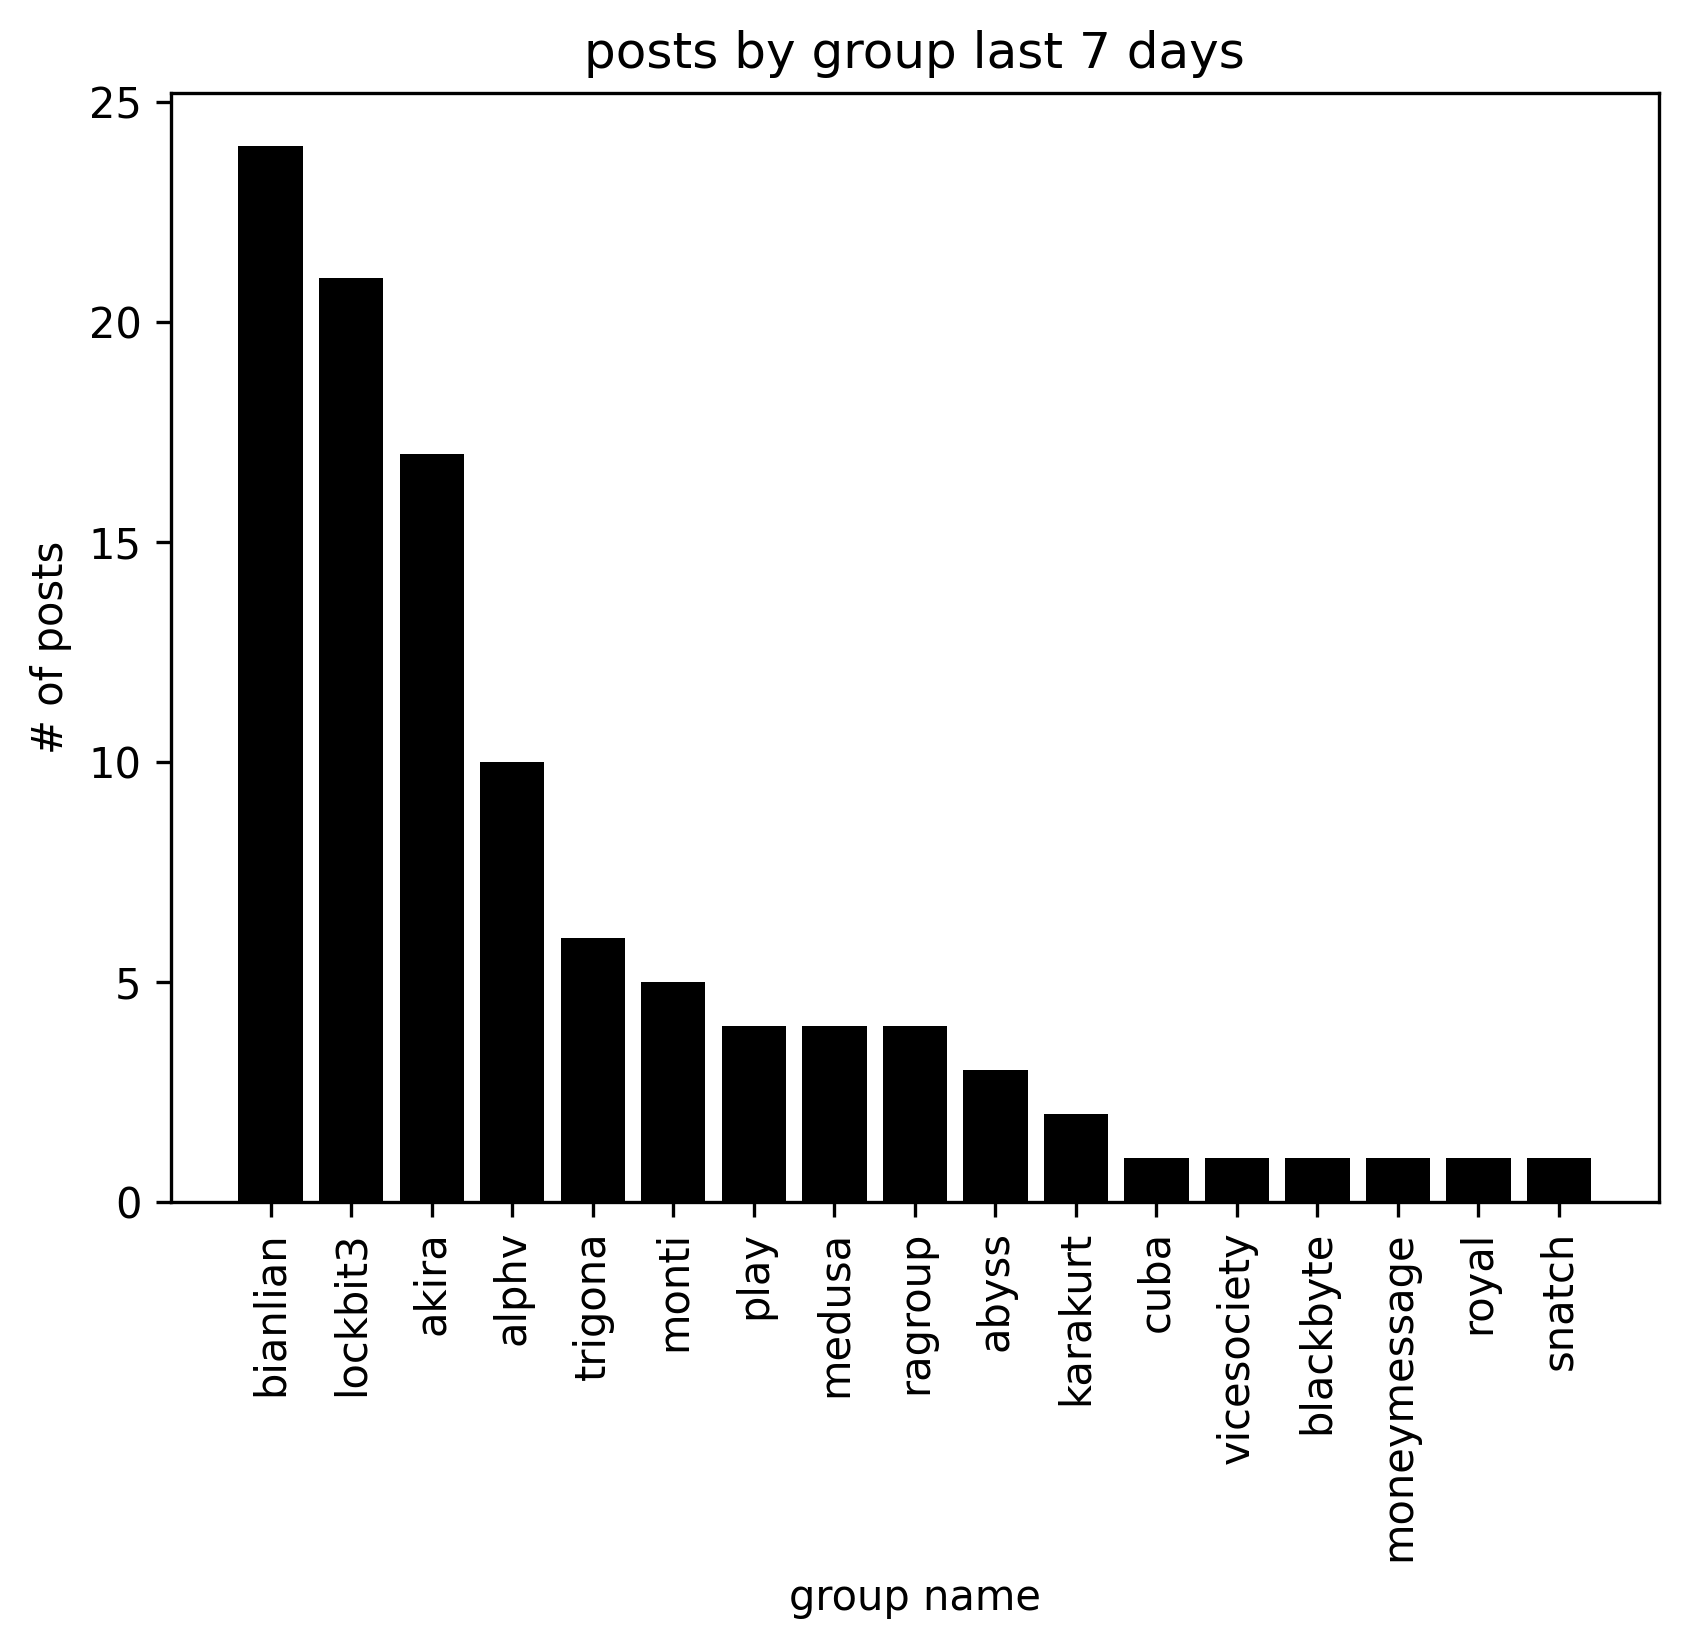 posts by group last 7 days
25
20
15
10
5
0
# of posts
bianlian
lockbit3
akira
alphv
trigona
monti
play
medusa
ragroup
abyss
karakurt
cuba
vicesociety
blackbyte
moneymessage
royal
snatch
group name